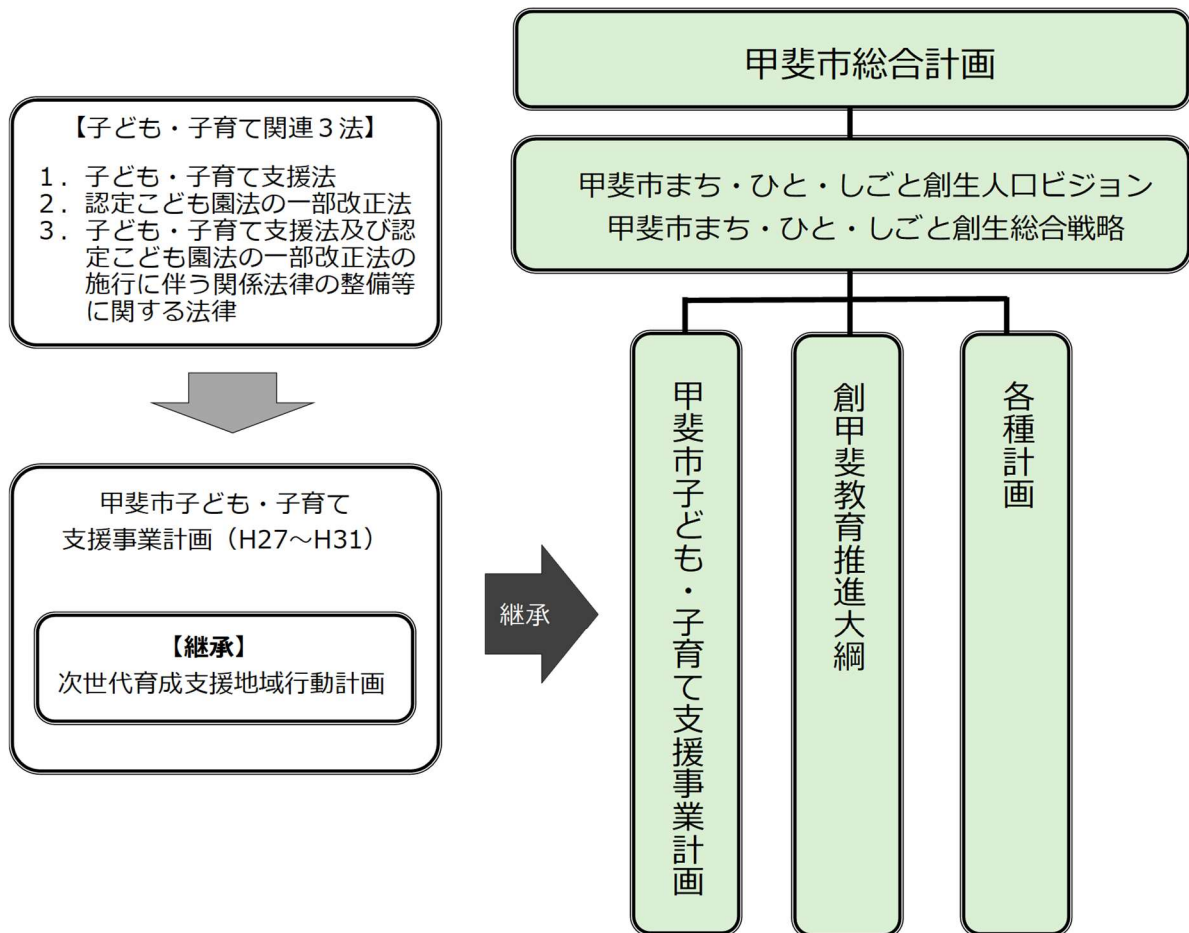 【子ども・子育て関連３法】
１．子ども・子育て支援法
２．認定こども園法の一部改正法
３．子ども・子育て支援法及び認
定こども園法の一部改正法の
施行に伴う関係法律の整備等
に関する法律
甲斐市子ども・子育て
支援事業計画（H27～H31）
【継承】
次世代育成支援地域行動計画
継承
甲斐市総合計画
甲斐市まち・ひと・しごと創生人口ビジョン
甲斐市まち・ひと・しごと創生総合戦略
甲斐市子ども・子育て支援事業計画
創甲斐教育推進大綱
各種計画